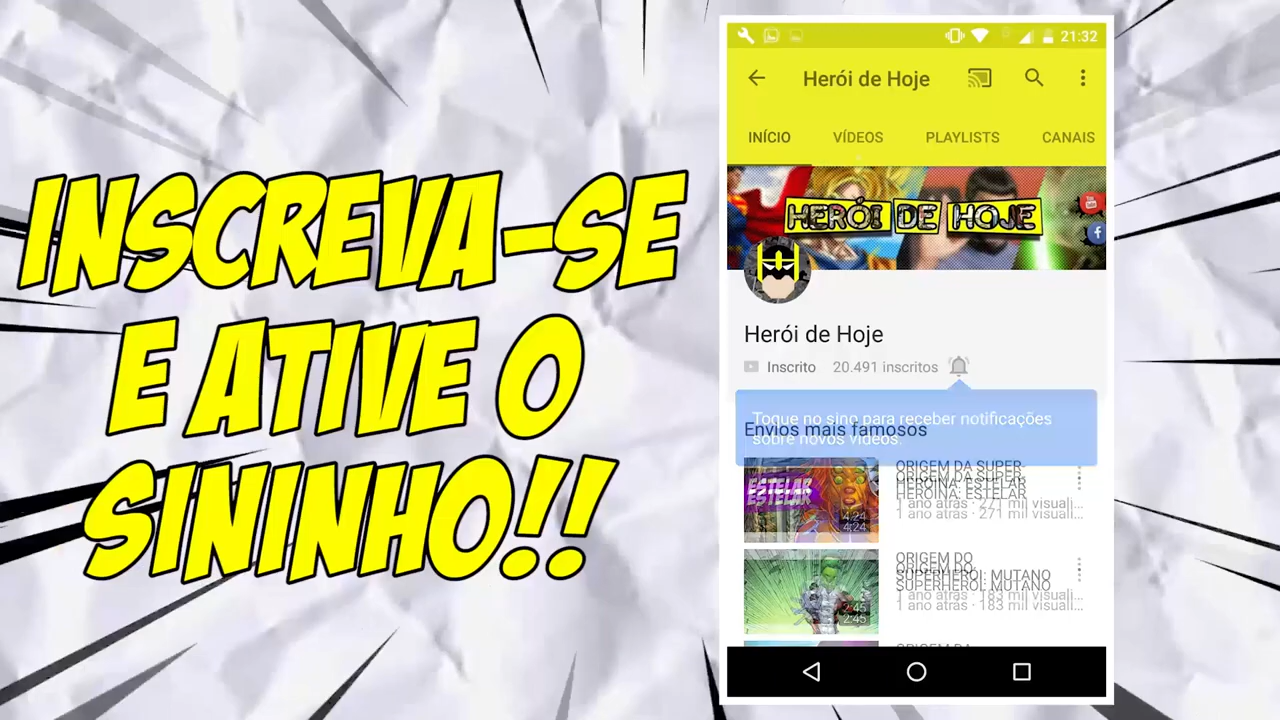 INSCREVA-SE
E ATIVE O
SININHO!!
21:32
Herói de Hoje
INÍCIO VÍDEOS PLAYLISTS CANAIS
HERÓI DE HOJE
Herói de Hoje
Inscrito 20.491 inscritos
Toque no sino para receber notificações
sobre novos vídeos.
Envios mais famosos
ESTELAR
4:24
ORIGEM DA SUPER-
HEROÍNA: ESTELAR
1 ano atrás · 271 mil visuali...
2:45
ORIGEM DO
SUPERHERÓI: MUTANO
1 ano atrás · 183 mil visuali...